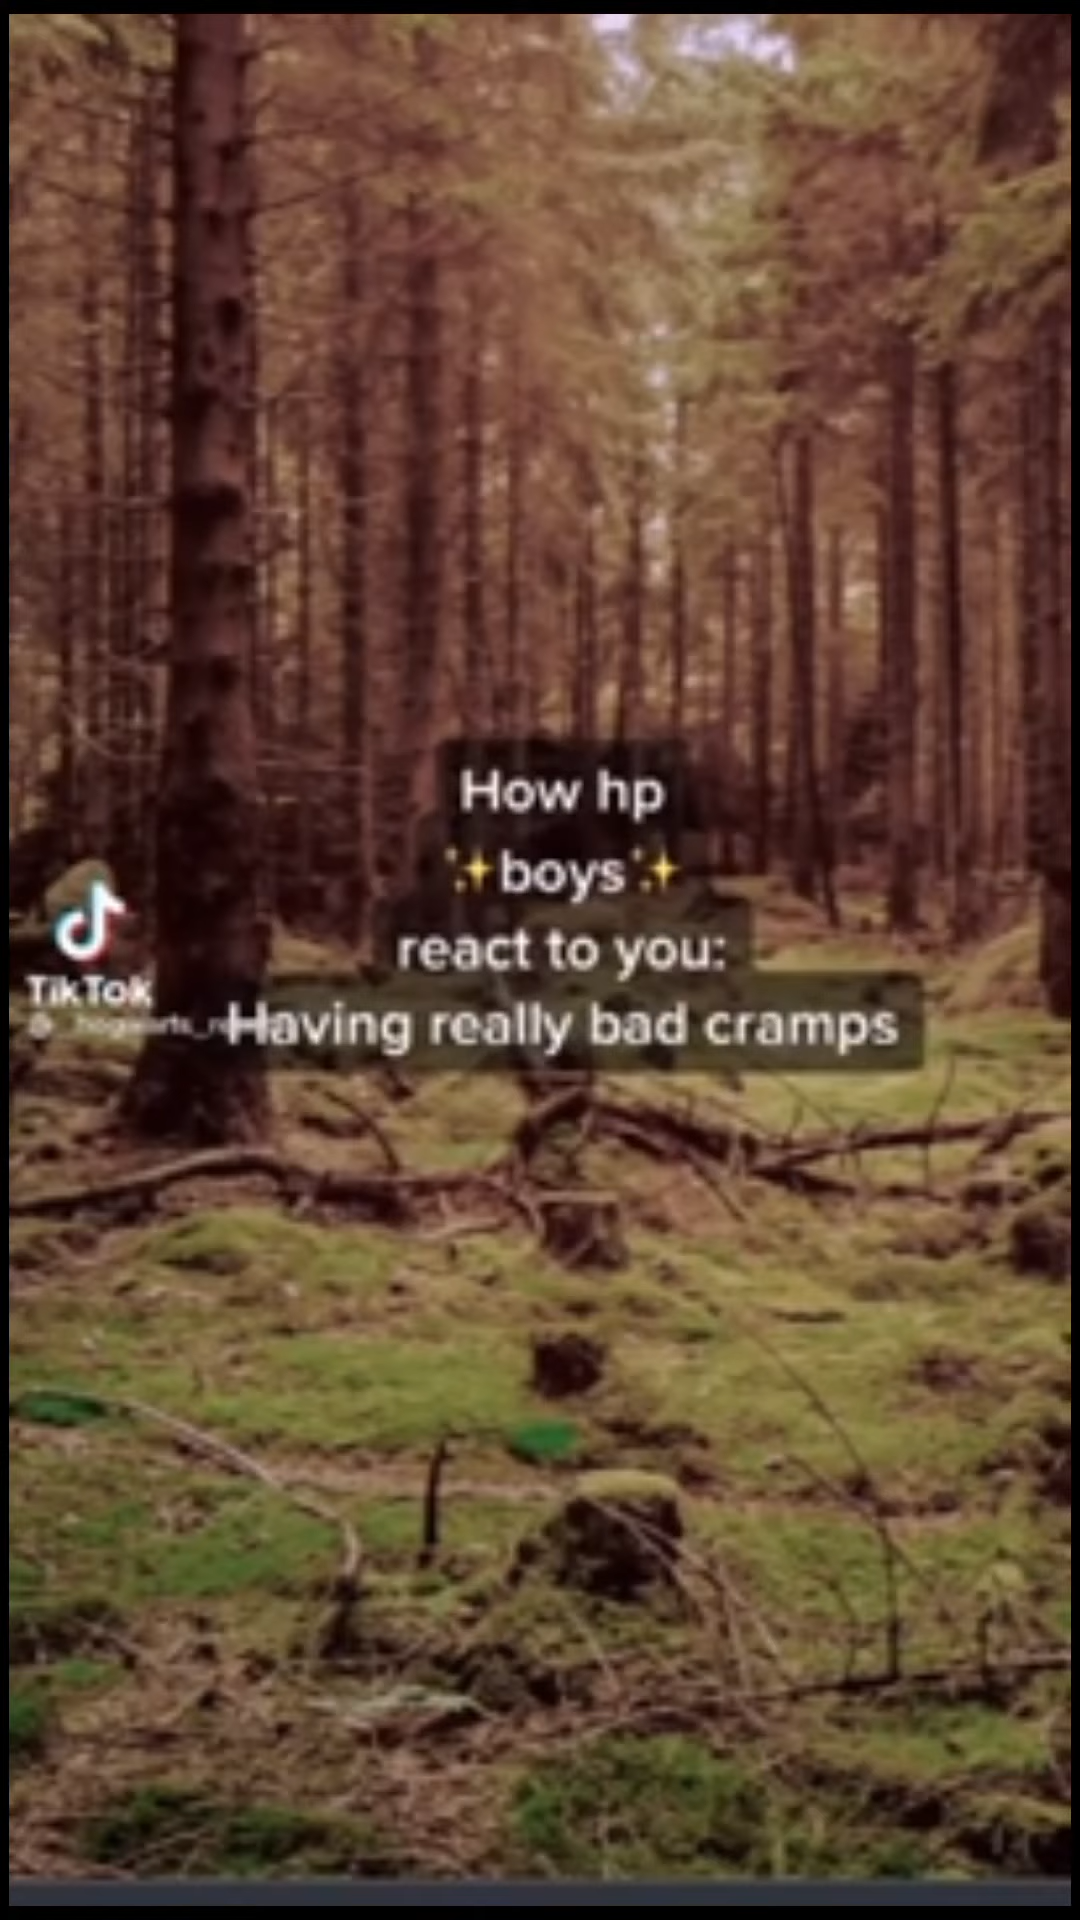 How hp
✨boys✨
react to you:
Having really bad cramps
TikTok